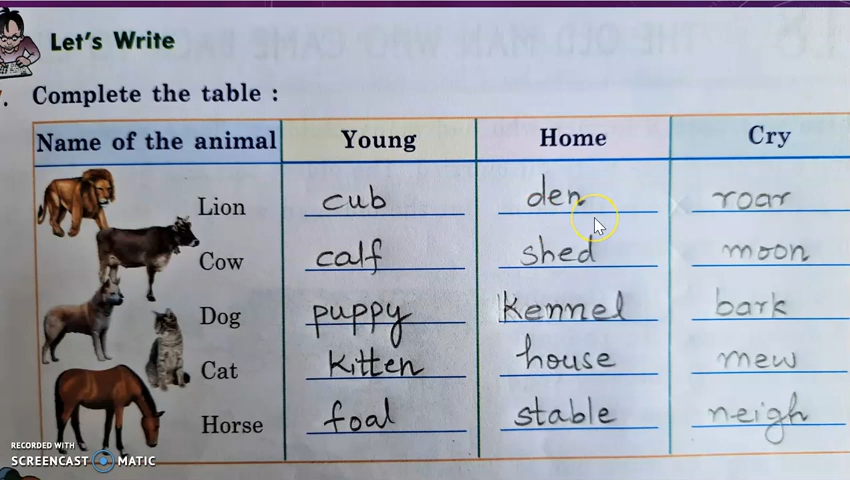 Let's Write
Complete the table :
Name of the animal Young Home Cry
Lion cub den roar
Cow calf shed moon
Dog puppy Kennel bark
Cat kitten house mew
Horse foal stable neigh
RECORDED WITH
SCREENCAST MATIC